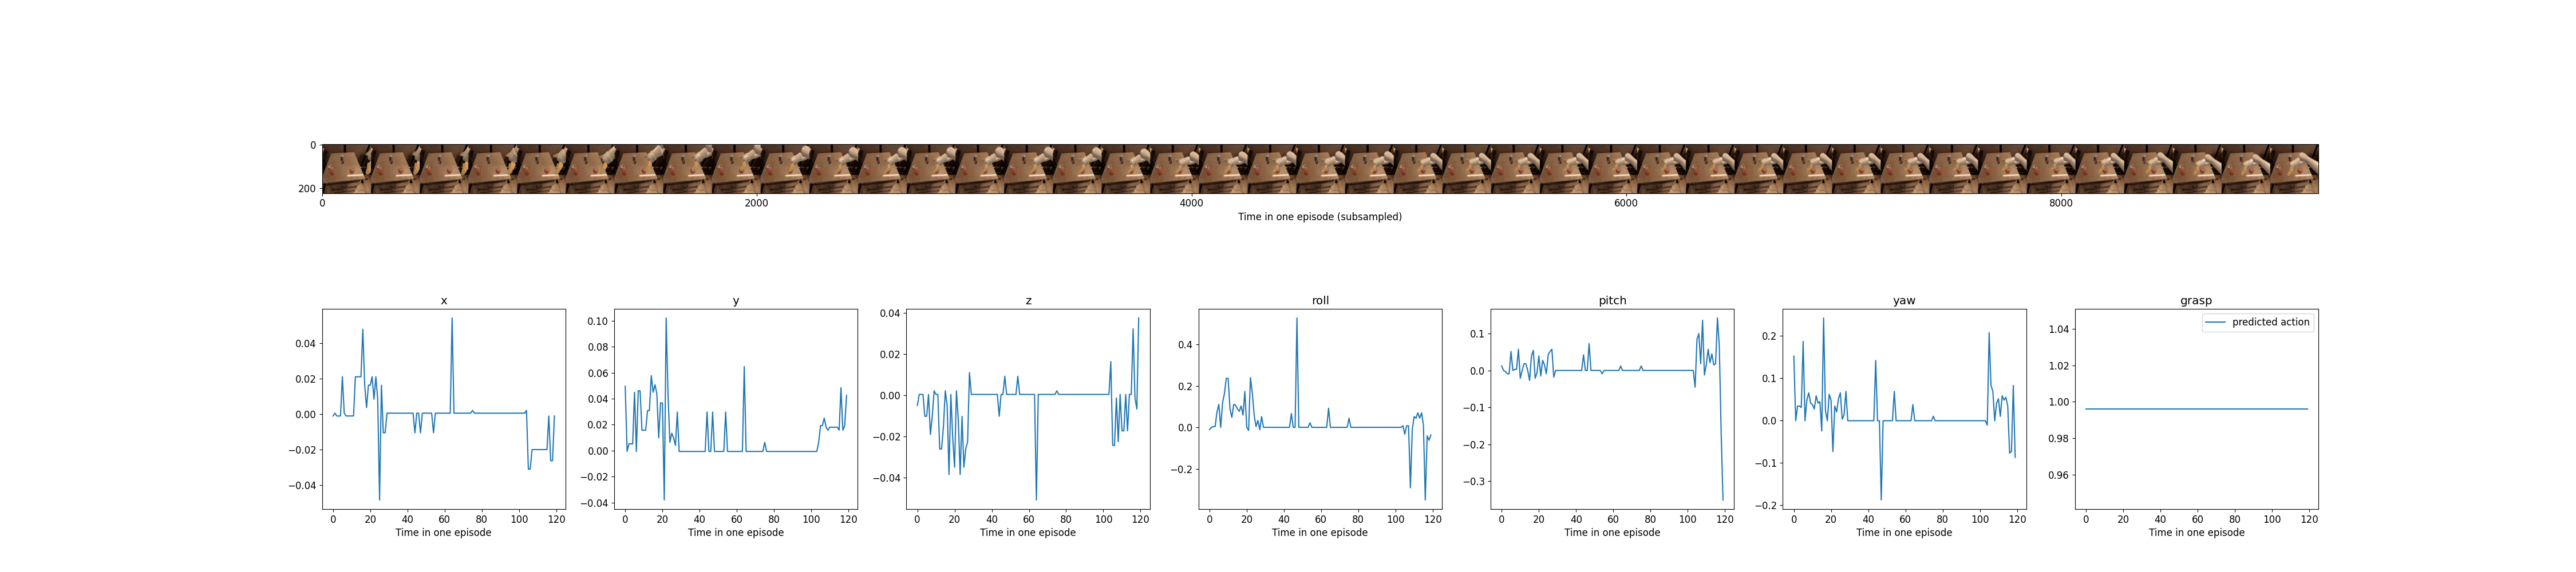 0
200
0 2000 4000 6000 8000
Time in one episode (subsampled)
x y z roll pitch yaw grasp
0.04
0.02
0.00
−0.02
−0.04
0 20 40 60 80 100 120
Time in one episode
0.10
0.08
0.06
0.04
0.02
0.00
−0.02
−0.04
0 20 40 60 80 100 120
Time in one episode
0.04
0.02
0.00
−0.02
−0.04
0 20 40 60 80 100 120
Time in one episode
0.4
0.2
0.0
−0.2
0 20 40 60 80 100 120
Time in one episode
0.1
0.0
−0.1
−0.2
−0.3
0 20 40 60 80 100 120
Time in one episode
0.2
0.1
0.0
−0.1
−0.2
0 20 40 60 80 100 120
Time in one episode
predicted action
1.04
1.02
1.00
0.98
0.96
0 20 40 60 80 100 120
Time in one episode